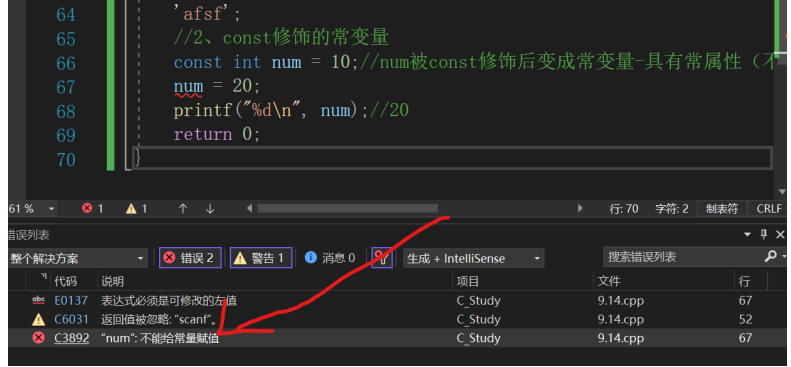 64 'afsf';
65 //2、const修饰的常变量
66 const int num = 10;//num被const修饰后变成常变量-具有常属性（不
67 num = 20;
68 printf("%d\n", num);//20
69 return 0;
70 }
61 % 1 1 行: 70 字符: 2 制表符 CRLF
错误列表
整个解决方案 错误 2 警告 1 消息 0 生成 + IntelliSense 搜索错误列表
代码 说明 项目 文件 行
abc E0137 表达式必须是可修改的左值 C_Study 9.14.cpp 67
C6031 返回值被忽略: “scanf”。 C_Study 9.14.cpp 52
C3892 “num”: 不能给常量赋值 C_Study 9.14.cpp 67